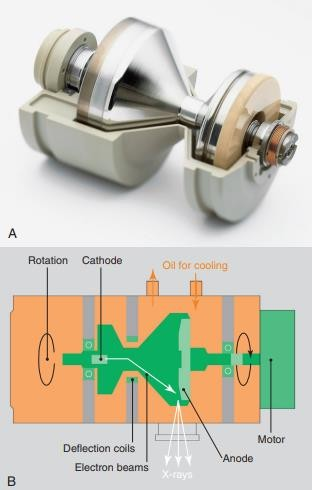 A
Rotation
Cathode
Oil for cooling
Deflection coils
Electron beams
X-rays
Anode
Motor
B